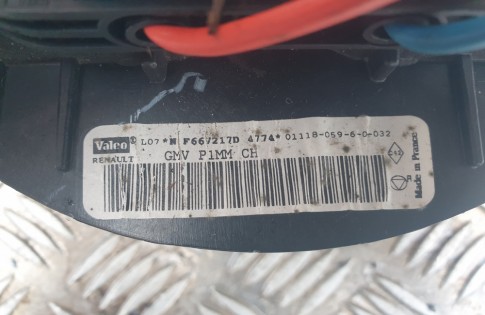 Valeo L07 *N F667217D 4774* 01118-059-6-0-032
RENAULT GMV P1MM CH
Made in France